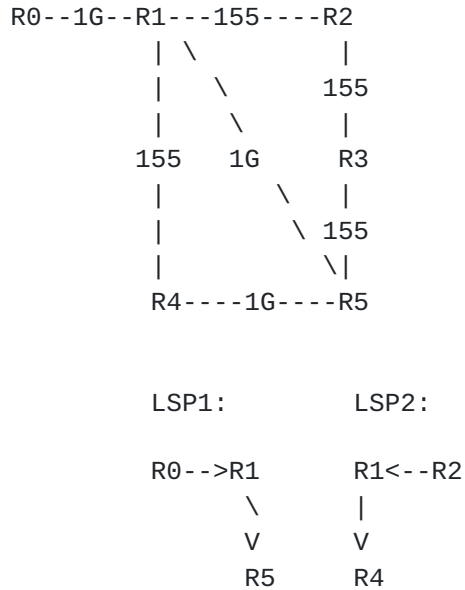 R0--1G--R1---155----R2
| \ |
| \ 155
| \ |
155 1G R3
| \ |
| \ 155
| \|
R4----1G----R5
LSP1: LSP2:
R0-->R1 R1<--R2
\ |
V V
R5 R4